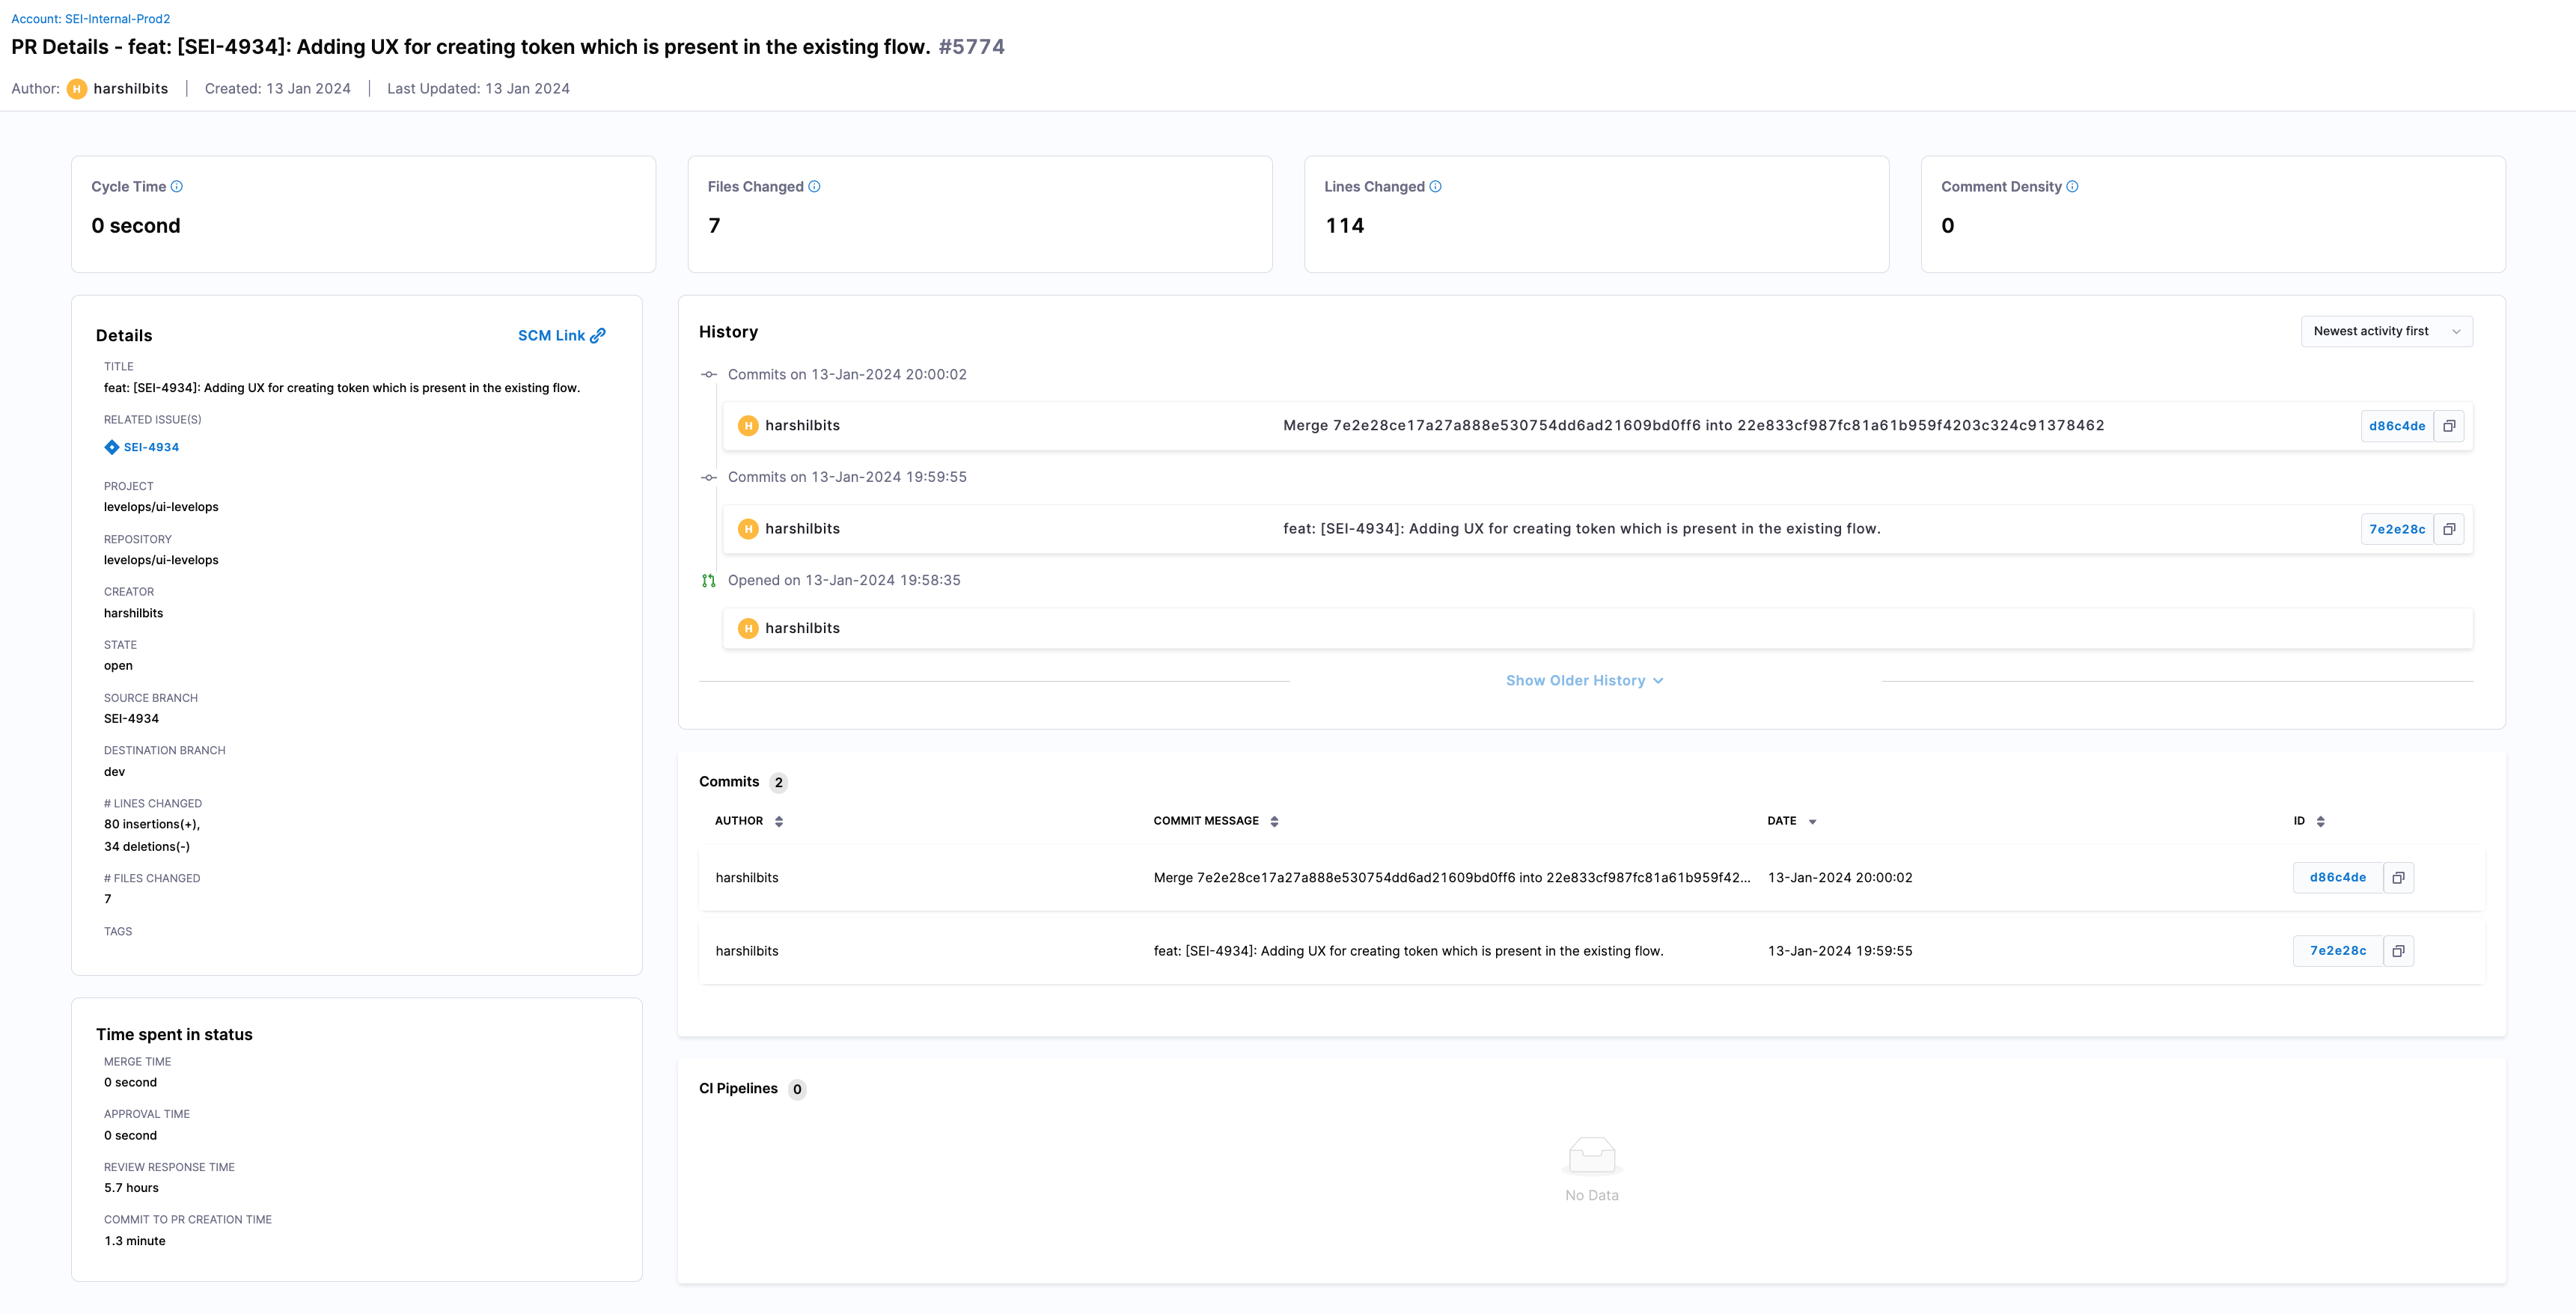 Account: SEI-Internal-Prod2
PR Details - feat: [SEI-4934]: Adding UX for creating token which is present in the existing flow. #5774
Author: H harshilbits | Created: 13 Jan 2024 | Last Updated: 13 Jan 2024
Cycle Time
0 second
Files Changed
7
Lines Changed
114
Comment Density
0
Details
SCM Link
TITLE
feat: [SEI-4934]: Adding UX for creating token which is present in the existing flow.
RELATED ISSUE(S)
SEI-4934
PROJECT
levelops/ui-levelops
REPOSITORY
levelops/ui-levelops
CREATOR
harshilbits
STATE
open
SOURCE BRANCH
SEI-4934
DESTINATION BRANCH
dev
# LINES CHANGED
80 insertions(+),
34 deletions(-)
# FILES CHANGED
7
TAGS
Time spent in status
MERGE TIME
0 second
APPROVAL TIME
0 second
REVIEW RESPONSE TIME
5.7 hours
COMMIT TO PR CREATION TIME
1.3 minute
History
Newest activity first
Commits on 13-Jan-2024 20:00:02
H harshilbits Merge 7e2e28ce17a27a888e530754dd6ad21609bd0ff6 into 22e833cf987fc81a61b959f4203c324c91378462 d86c4de
Commits on 13-Jan-2024 19:59:55
H harshilbits feat: [SEI-4934]: Adding UX for creating token which is present in the existing flow. 7e2e28c
Opened on 13-Jan-2024 19:58:35
H harshilbits
Show Older History
Commits 2
AUTHOR COMMIT MESSAGE DATE ID
harshilbits Merge 7e2e28ce17a27a888e530754dd6ad21609bd0ff6 into 22e833cf987fc81a61b959f42... 13-Jan-2024 20:00:02 d86c4de
harshilbits feat: [SEI-4934]: Adding UX for creating token which is present in the existing flow. 13-Jan-2024 19:59:55 7e2e28c
CI Pipelines 0
No Data